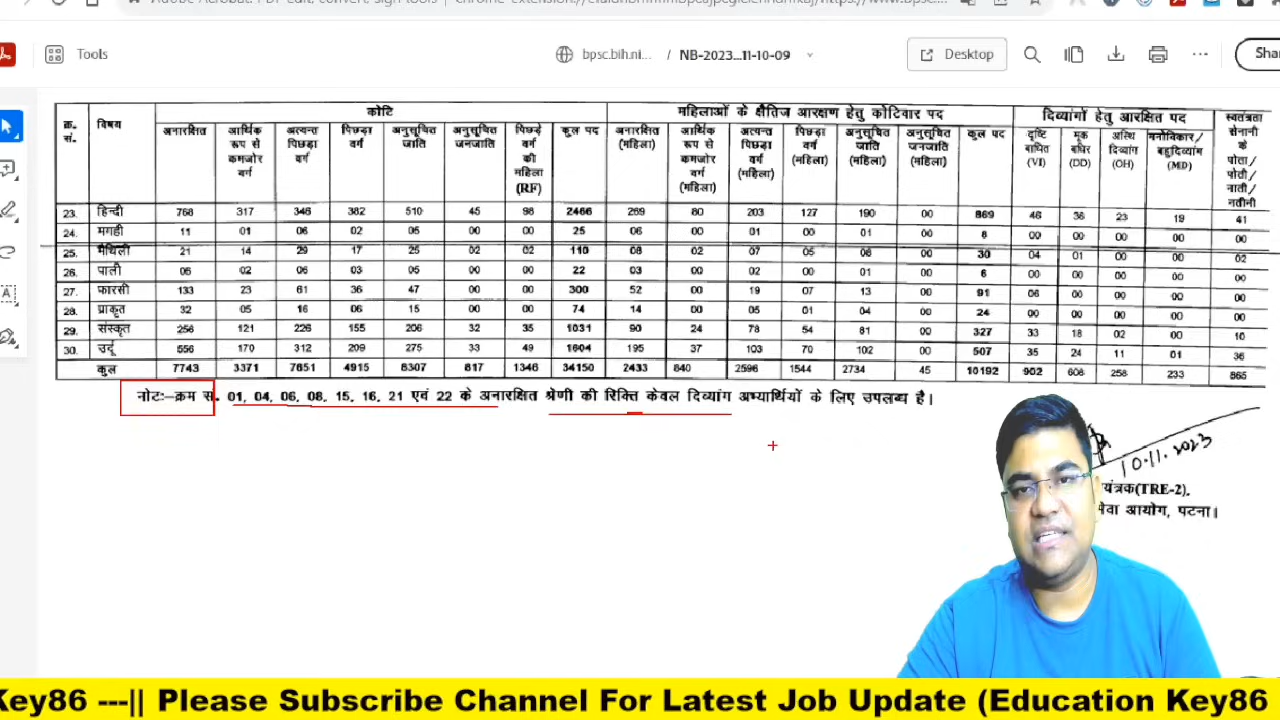 Tools
bpsc.bih.ni... / NB-2023...11-10-09
Desktop
क्र. सं. विषय कोटि महिलाओं के क्षैतिज आरक्षण हेतु कोटिवार पद दिव्यांगों हेतु आरक्षित पद स्वतंत्रता सेनानी के पोता/ पोती/ नाती/ नतीनी
अनारक्षित आर्थिक रूप से कमजोर वर्ग अत्यन्त पिछड़ा वर्ग पिछड़ा वर्ग अनुसूचित जाति अनुसूचित जनजाति पिछड़े वर्ग की महिला (RF) कुल पद अनारक्षित (महिला) आर्थिक रूप से कमजोर वर्ग (महिला) अत्यन्त पिछड़ा वर्ग (महिला) पिछड़ा वर्ग (महिला) अनुसूचित जाति (महिला) अनुसूचित जनजाति (महिला) कुल पद दृष्टि बाधित (VI) मूक बधिर (DD) अस्थि दिव्यांग (OH) मनोविकार/ बहुदिव्यांग (MD)
23. हिन्दी 768 317 346 382 510 45 98 2466 269 80 203 127 190 00 869 46 36 23 19 41
24. मगही 11 01 06 02 05 00 00 25 06 00 01 00 01 00 8 00 00 00 00 00
25. मैथिली 21 14 29 17 25 02 02 110 08 02 07 05 08 00 30 04 01 00 00 02
26. पाली 06 02 06 03 05 00 00 22 03 00 02 00 01 00 6 00 00 00 00 00
27. फारसी 133 23 61 36 47 00 00 300 52 00 19 07 13 00 91 06 00 00 00 00
28. प्राकृत 32 05 16 06 15 00 00 74 14 00 05 01 04 00 24 00 00 00 00 00
29. संस्कृत 256 121 226 155 206 32 35 1031 90 24 78 54 81 00 327 33 18 02 00 10
30. उर्दू 556 170 312 209 275 33 49 1604 195 37 103 70 102 00 507 35 24 11 01 36
कुल 7743 3371 7651 4915 8307 817 1346 34150 2433 840 2596 1544 2734 45 10192 902 608 258 233 865
नोटः–क्रम स. 01, 04, 06, 08, 15, 16, 21 एवं 22 के अनारक्षित श्रेणी की रिक्ति केवल दिव्यांग अभ्यार्थियों के लिए उपलब्ध है।
10.11.2023
यंत्रक(TRE-2),
सेवा आयोग, पटना।
Key86 ---|| Please Subscribe Channel For Latest Job Update (Education Key86